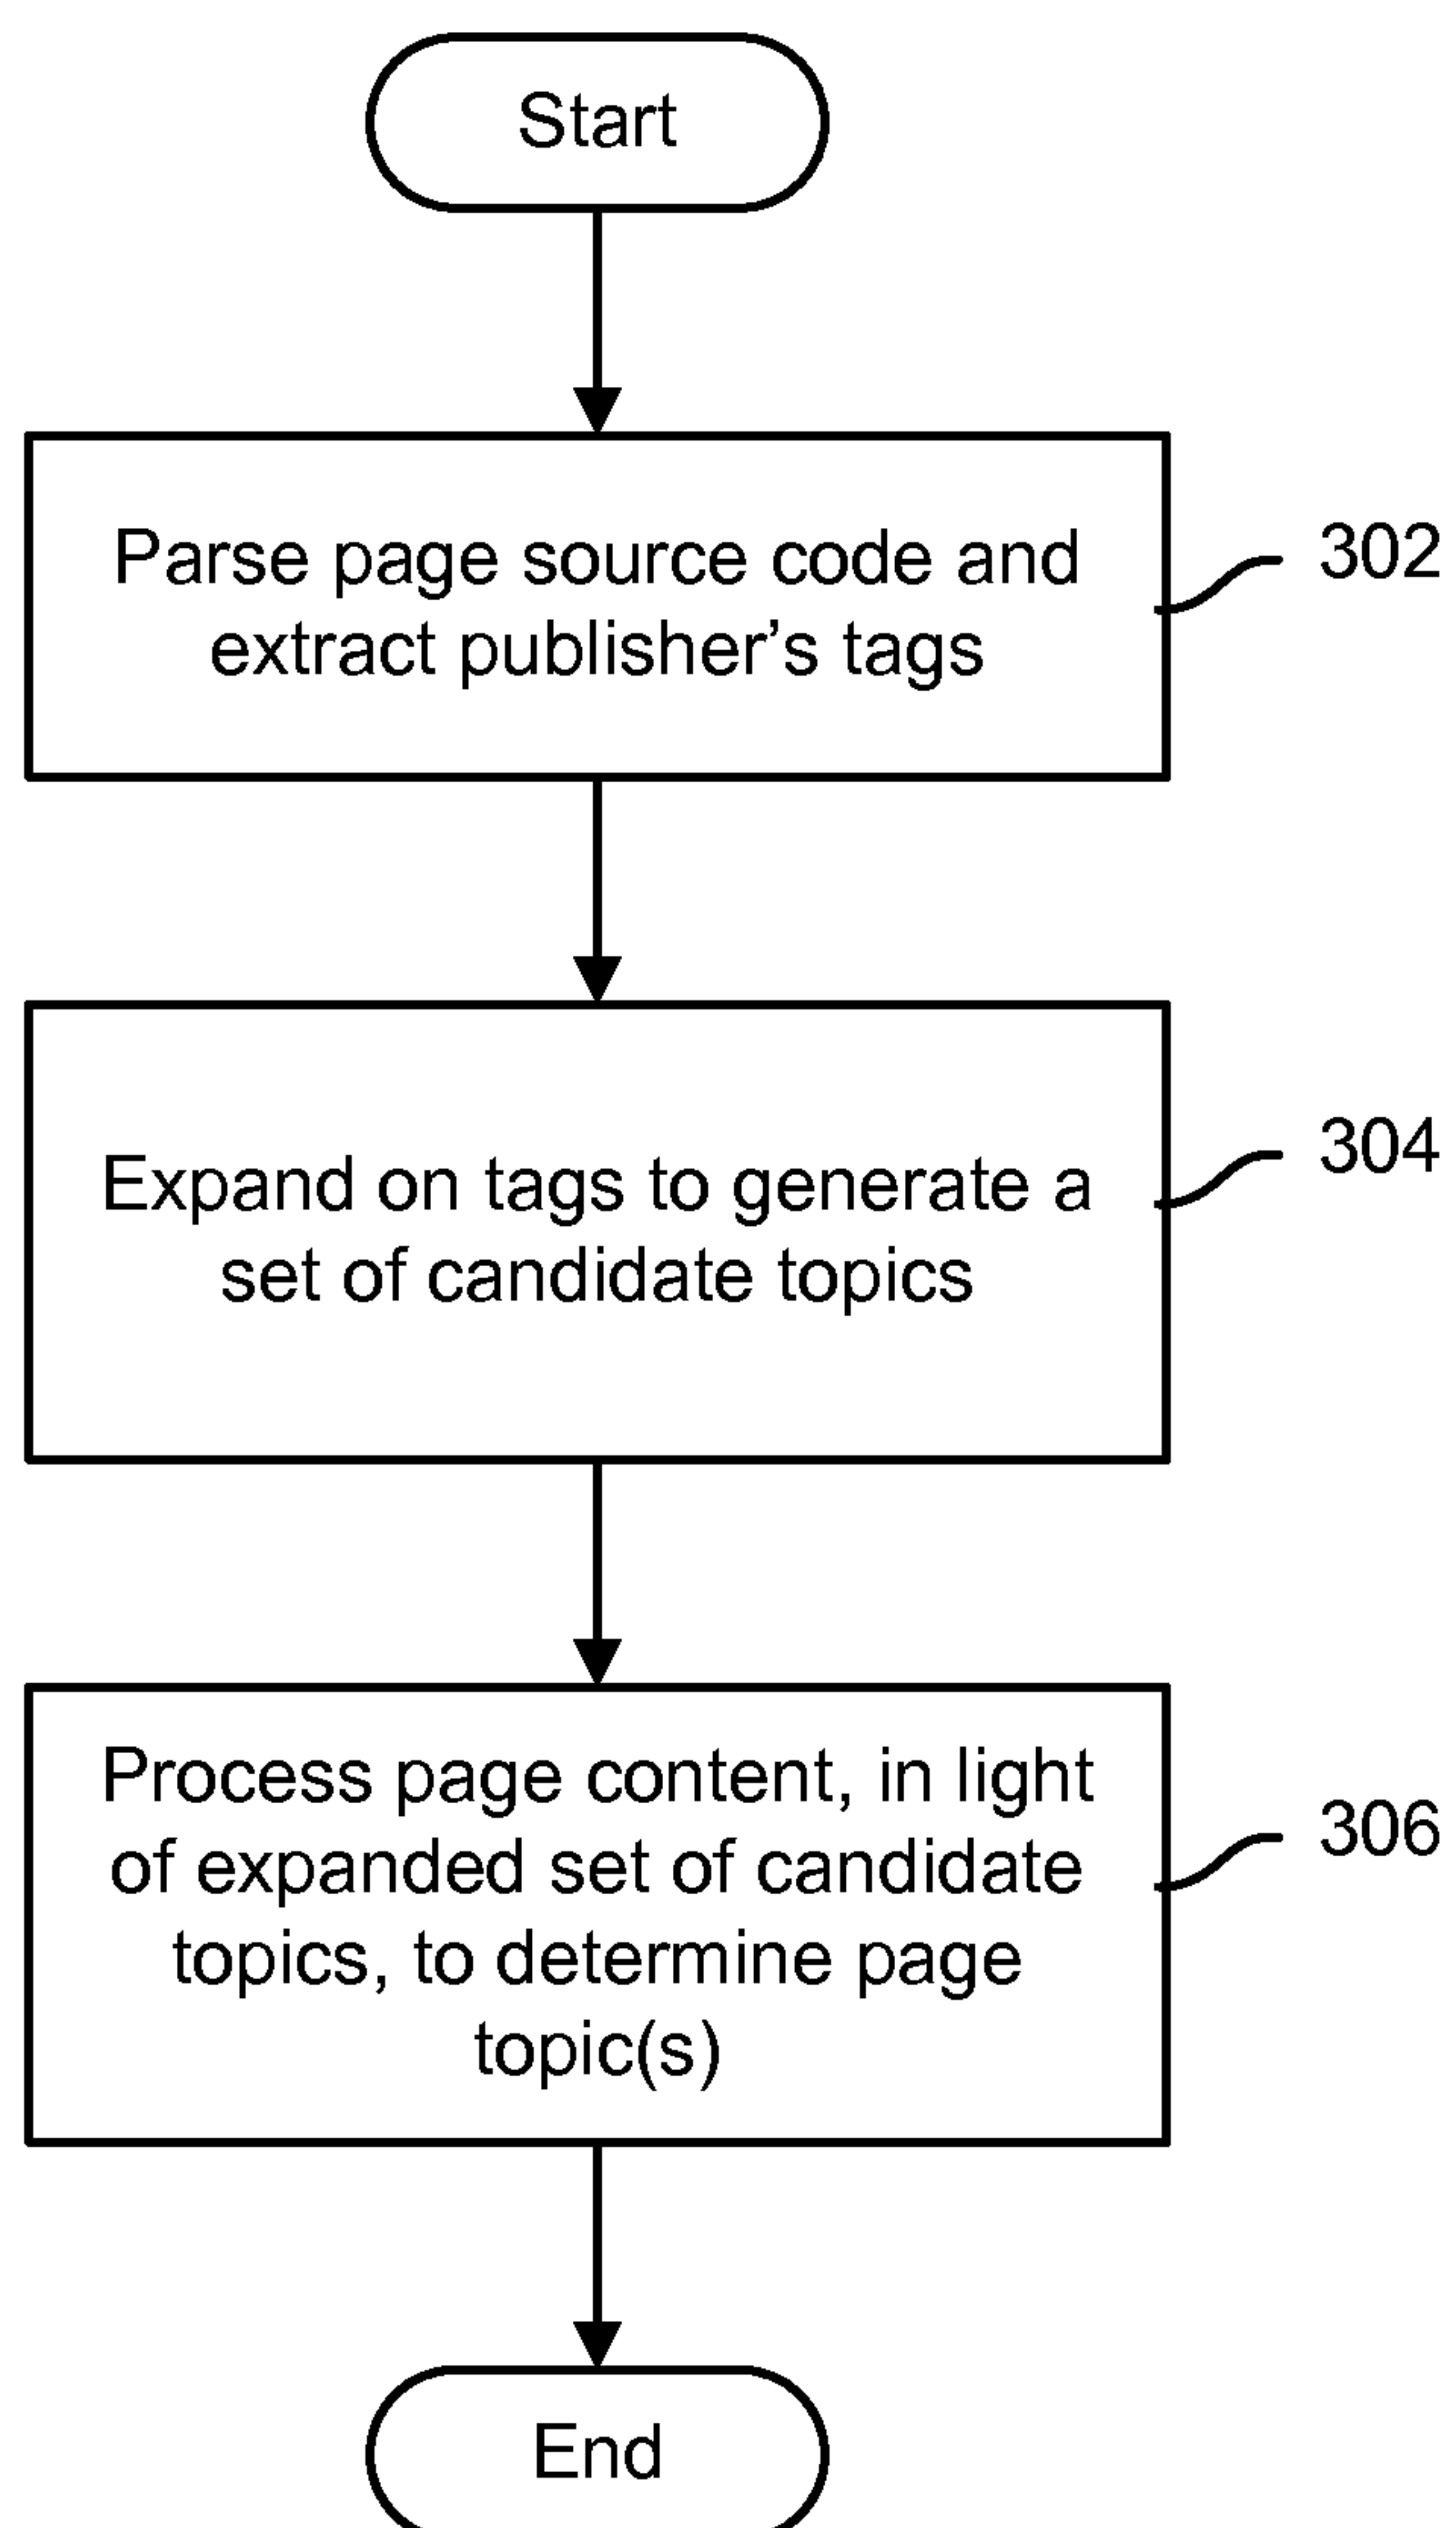 Start
Parse page source code and
extract publisher’s tags
302
Expand on tags to generate a
set of candidate topics
304
Process page content, in light
of expanded set of candidate
topics, to determine page
topic(s)
306
End